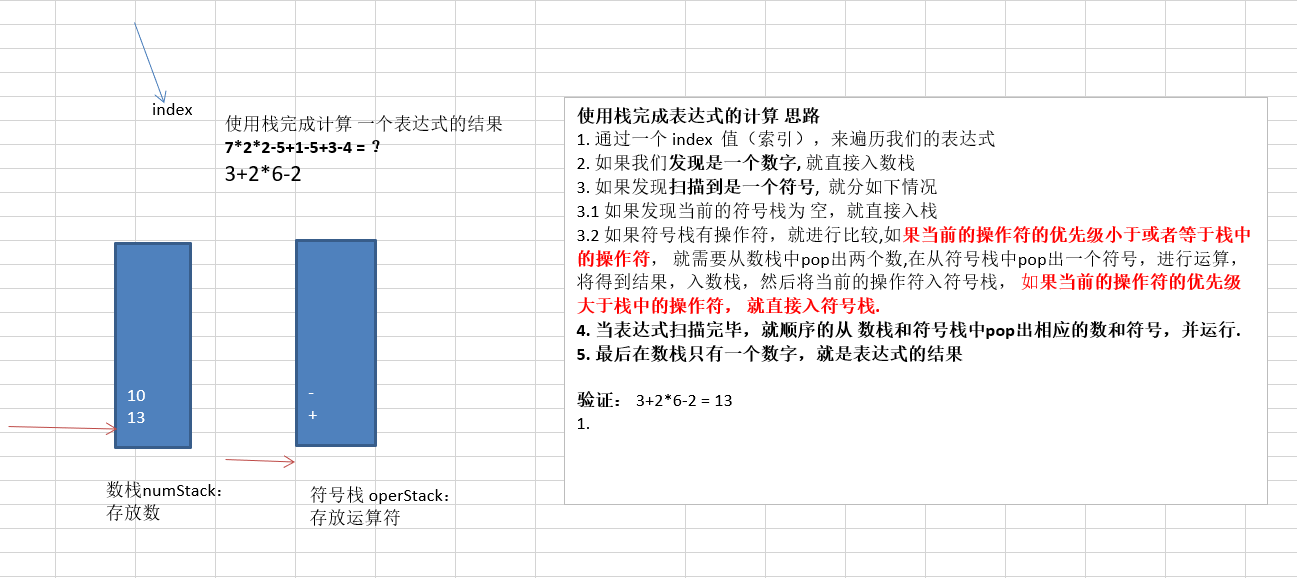 index
使用栈完成计算 一个表达式的结果
7*2*2-5+1-5+3-4 = ？
3+2*6-2
10
13
-
+
数栈numStack：
存放数
符号栈 operStack：
存放运算符
使用栈完成表达式的计算 思路
1. 通过一个 index  值（索引），来遍历我们的表达式
2. 如果我们发现是一个数字, 就直接入数栈
3. 如果发现扫描到是一个符号,  就分如下情况
3.1 如果发现当前的符号栈为 空，就直接入栈
3.2 如果符号栈有操作符，就进行比较,如果当前的操作符的优先级小于或者等于栈中
的操作符， 就需要从数栈中pop出两个数,在从符号栈中pop出一个符号，进行运算，
将得到结果，入数栈，然后将当前的操作符入符号栈， 如果当前的操作符的优先级
大于栈中的操作符， 就直接入符号栈.
4. 当表达式扫描完毕，就顺序的从 数栈和符号栈中pop出相应的数和符号，并运行.
5. 最后在数栈只有一个数字，就是表达式的结果
验证： 3+2*6-2 = 13
1.